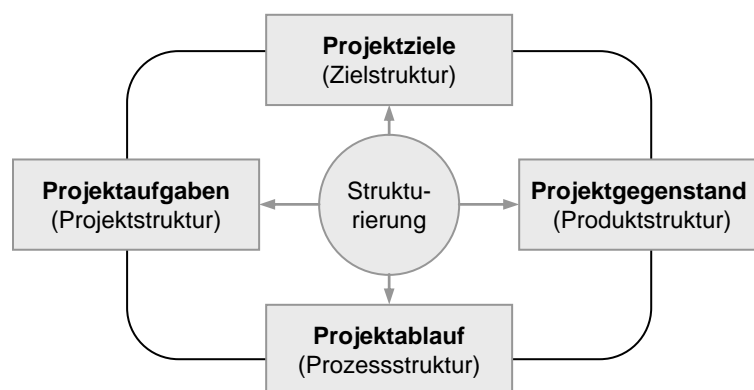 Projektziele
(Zielstruktur)
Projektaufgaben
(Projektstruktur)
Struktu-
rierung
Projektgegenstand
(Produktstruktur)
Projektablauf
(Prozessstruktur)